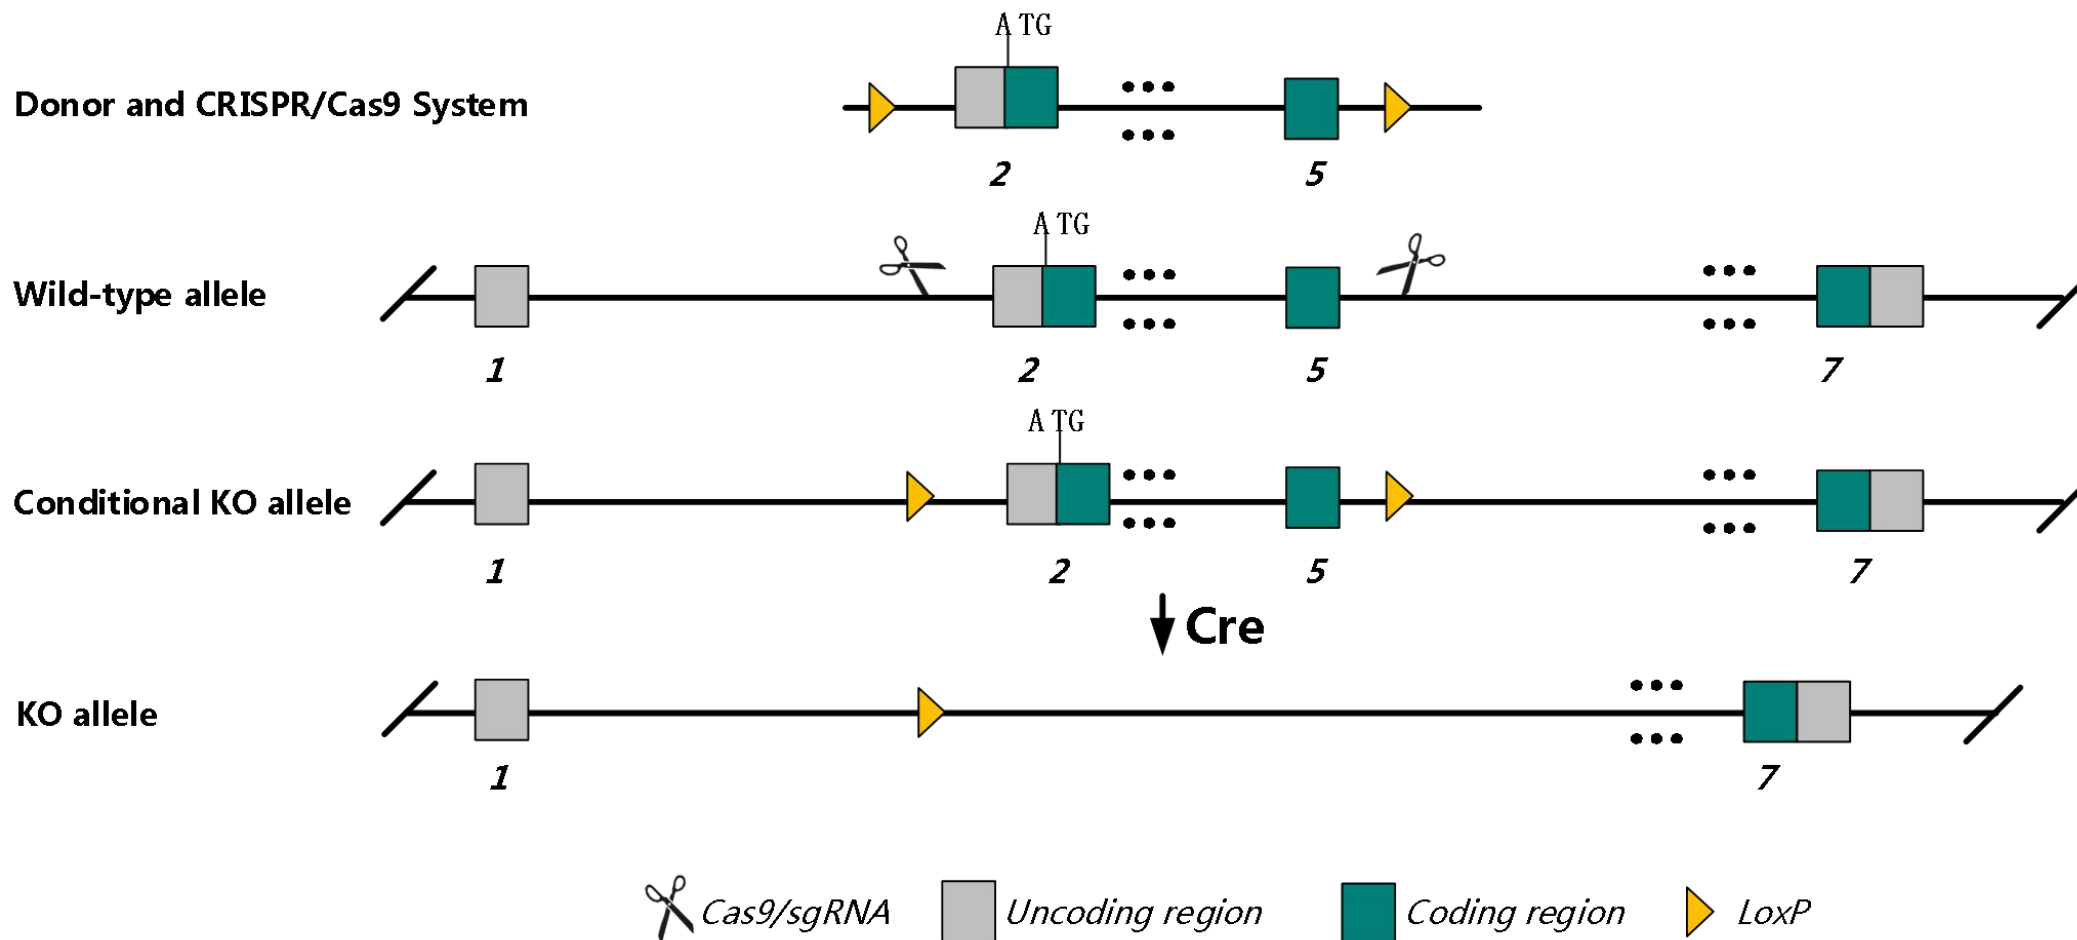 A TG
Donor and CRISPR/Cas9 System
2 5
A TG
Wild-type allele
1 2 5 7
A TG
Conditional KO allele
1 2 5 7
Cre
KO allele
1 7
Cas9/sgRNA Uncoding region Coding region LoxP